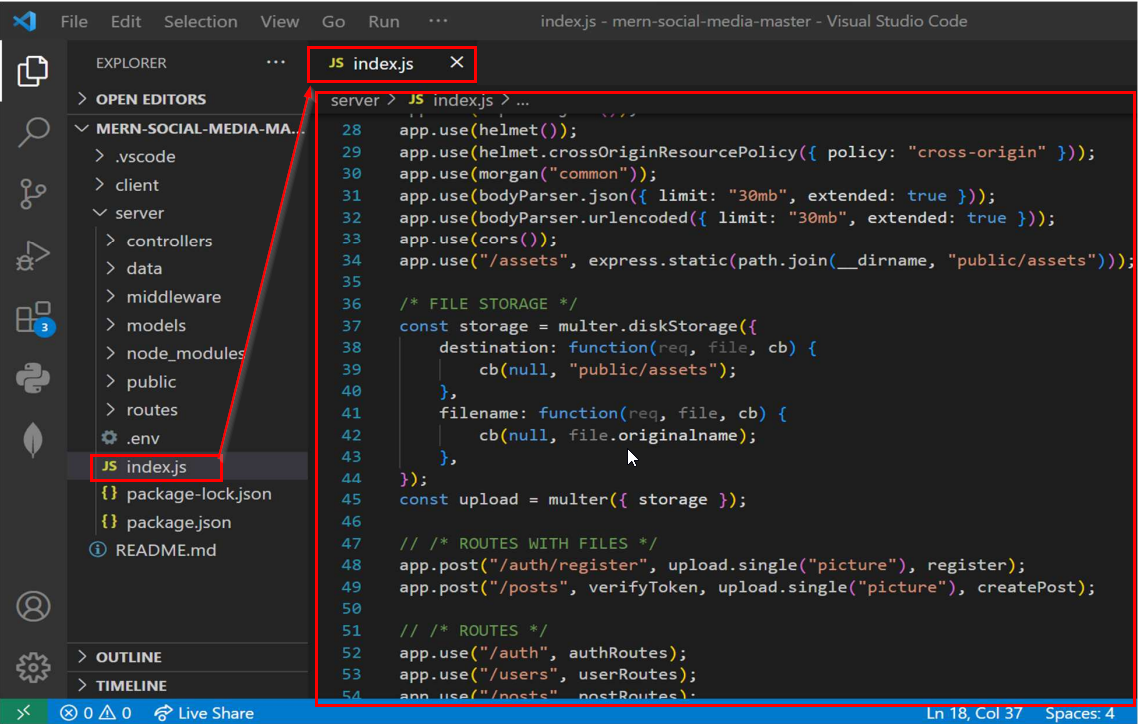 File Edit Selection View Go Run ··· index.js - mern-social-media-master - Visual Studio Code
EXPLORER ···
OPEN EDITORS
MERN-SOCIAL-MEDIA-MA...
.vscode
client
server
controllers
data
middleware
models
node_modules
public
routes
.env
JS index.js
{} package-lock.json
{} package.json
README.md
OUTLINE
TIMELINE
3
JS index.js ×
server > JS index.js > ...
28 app.use(helmet());
29 app.use(helmet.crossOriginResourcePolicy({ policy: "cross-origin" }));
30 app.use(morgan("common"));
31 app.use(bodyParser.json({ limit: "30mb", extended: true }));
32 app.use(bodyParser.urlencoded({ limit: "30mb", extended: true }));
33 app.use(cors());
34 app.use("/assets", express.static(path.join(__dirname, "public/assets")));
35
36 /* FILE STORAGE */
37 const storage = multer.diskStorage({
38 destination: function(req, file, cb) {
39 cb(null, "public/assets");
40 },
41 filename: function(req, file, cb) {
42 cb(null, file.originalname);
43 },
44 });
45 const upload = multer({ storage });
46
47 // /* ROUTES WITH FILES */
48 app.post("/auth/register", upload.single("picture"), register);
49 app.post("/posts", verifyToken, upload.single("picture"), createPost);
50
51 // /* ROUTES */
52 app.use("/auth", authRoutes);
53 app.use("/users", userRoutes);
54 app.use("/posts", postRoutes);
0 0 Live Share Ln 18, Col 37 Spaces: 4